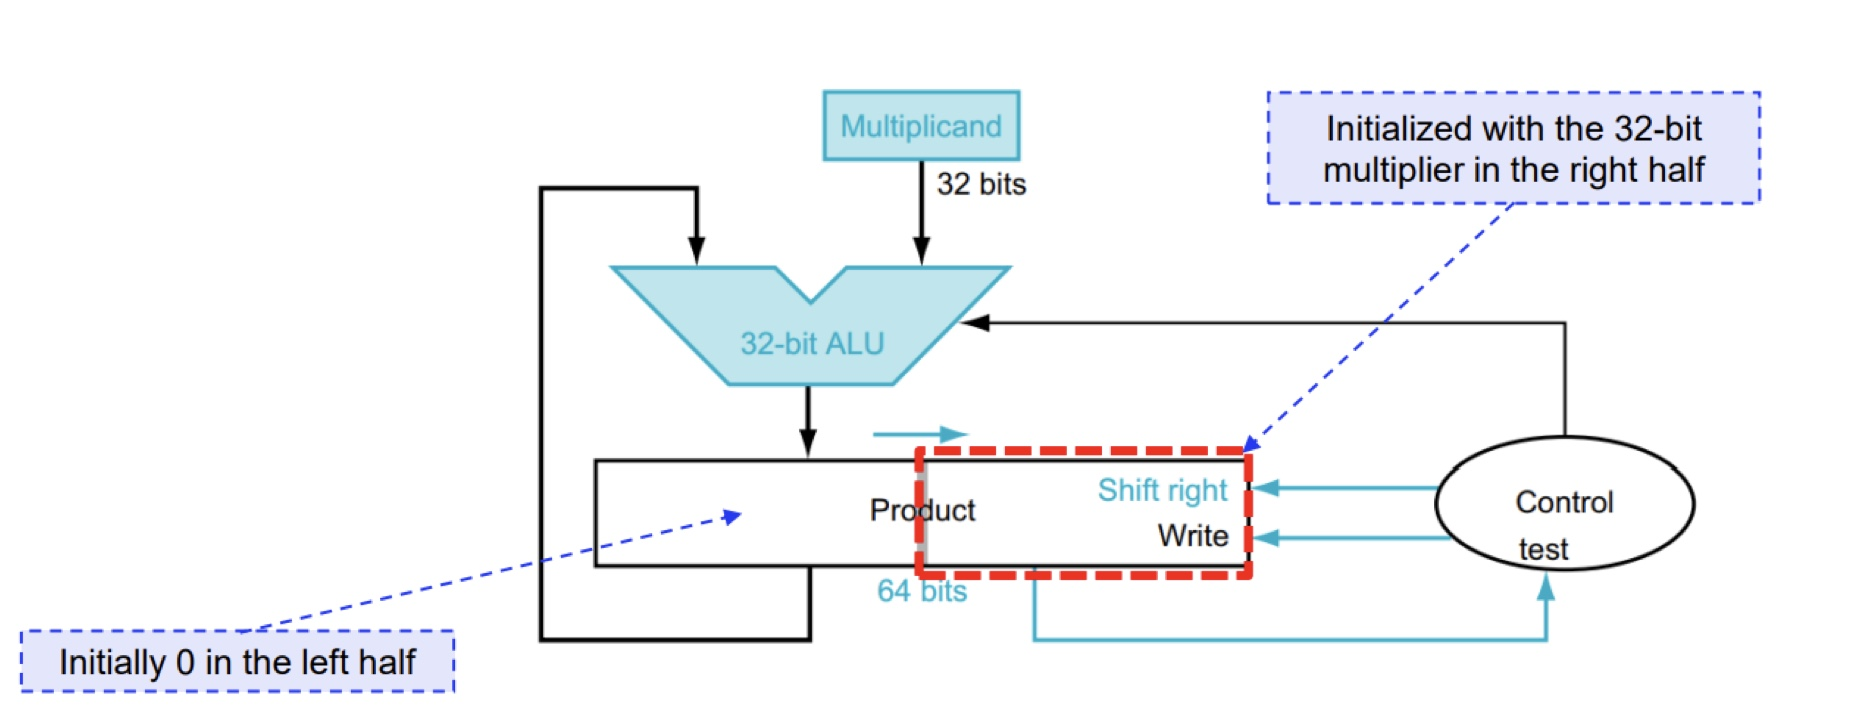 Multiplicand
Initialized with the 32-bit
multiplier in the right half
32 bits
32-bit ALU
Shift right
Product
Write
Control
test
64 bits
Initially 0 in the left half